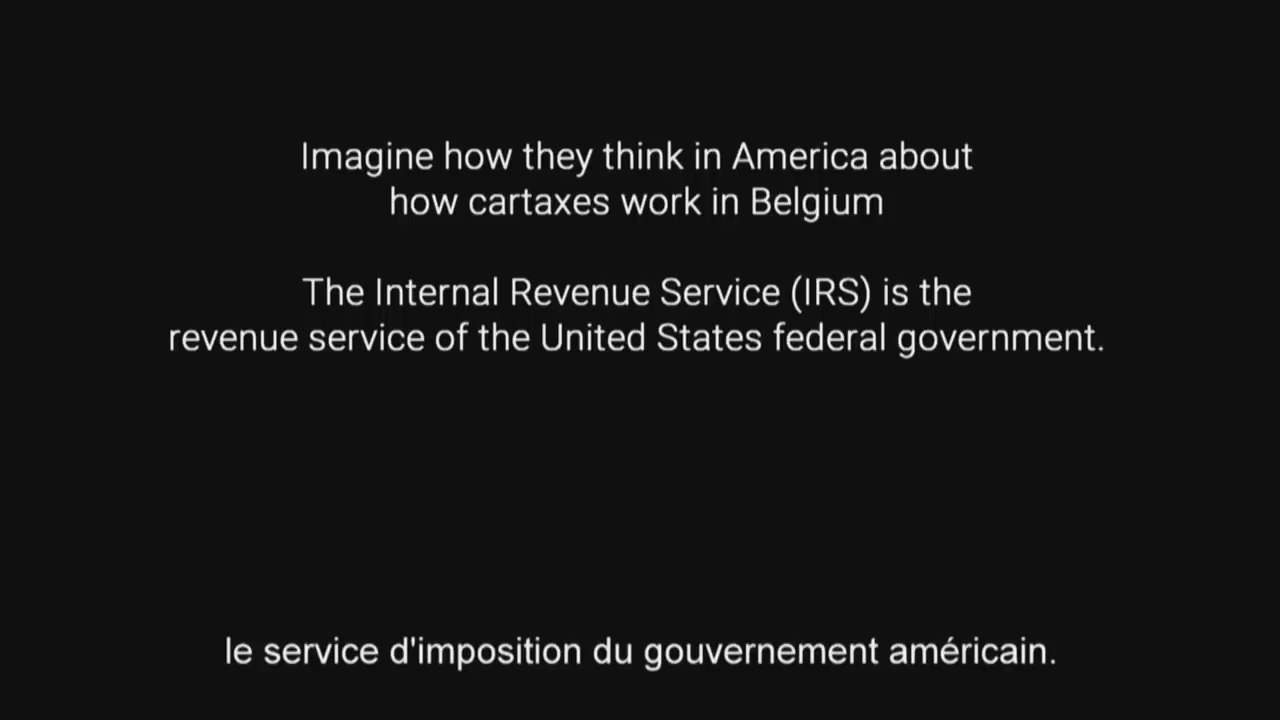 Imagine how they think in America about
how cartaxes work in Belgium
The Internal Revenue Service (IRS) is the
revenue service of the United States federal government.
le service d'imposition du gouvernement américain.